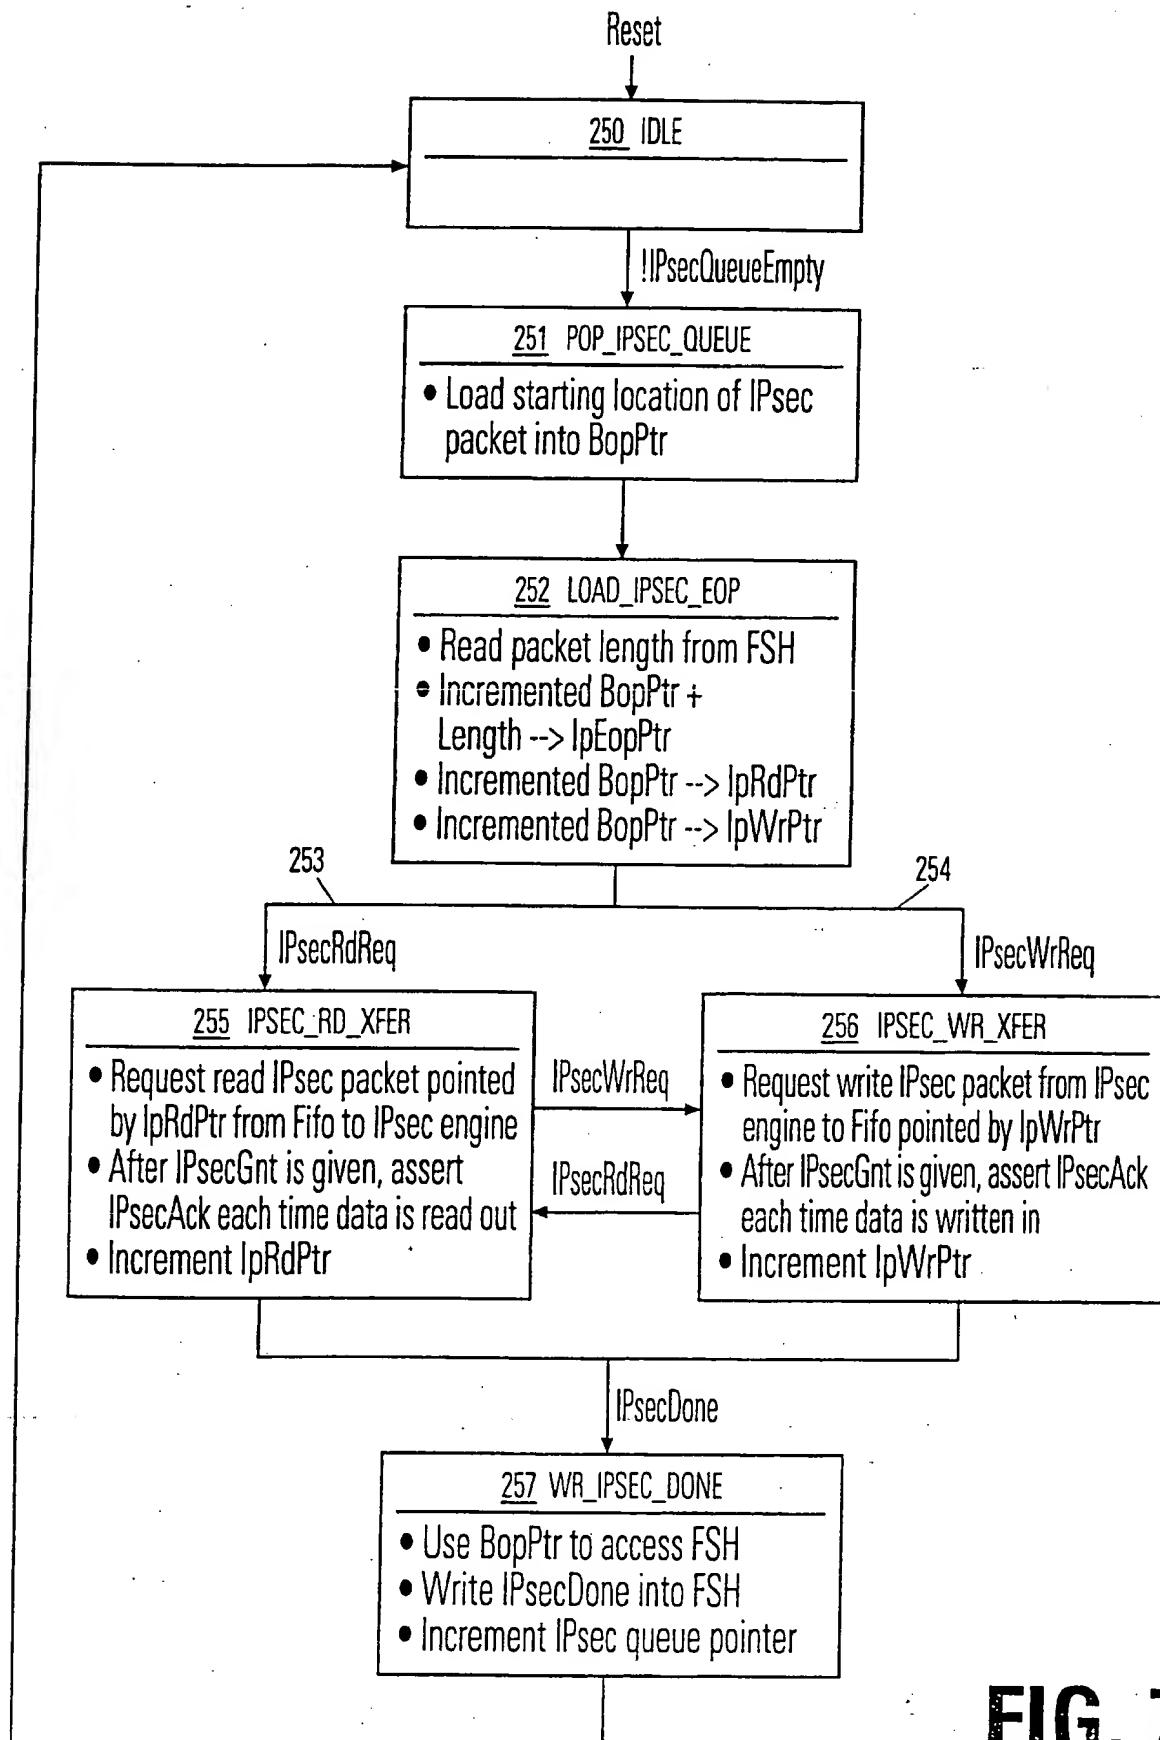 Reset
250 IDLE
!IPsecQueueEmpty
251 POP_IPSEC_QUEUE
• Load starting location of IPsec
packet into BopPtr
252 LOAD_IPSEC_EOP
• Read packet length from FSH
• Incremented BopPtr +
Length --> IpEopPtr
• Incremented BopPtr --> IpRdPtr
• Incremented BopPtr --> IpWrPtr
253
254
IPsecRdReq
IPsecWrReq
255 IPSEC_RD_XFER
• Request read IPsec packet pointed
by IpRdPtr from Fifo to IPsec engine
• After IPsecGnt is given, assert
IPsecAck each time data is read out
• Increment IpRdPtr
IPsecWrReq
IPsecRdReq
256 IPSEC_WR_XFER
• Request write IPsec packet from IPsec
engine to Fifo pointed by IpWrPtr
• After IPsecGnt is given, assert IPsecAck
each time data is written in
• Increment IpWrPtr
IPsecDone
257 WR_IPSEC_DONE
• Use BopPtr to access FSH
• Write IPsecDone into FSH
• Increment IPsec queue pointer
FIG.